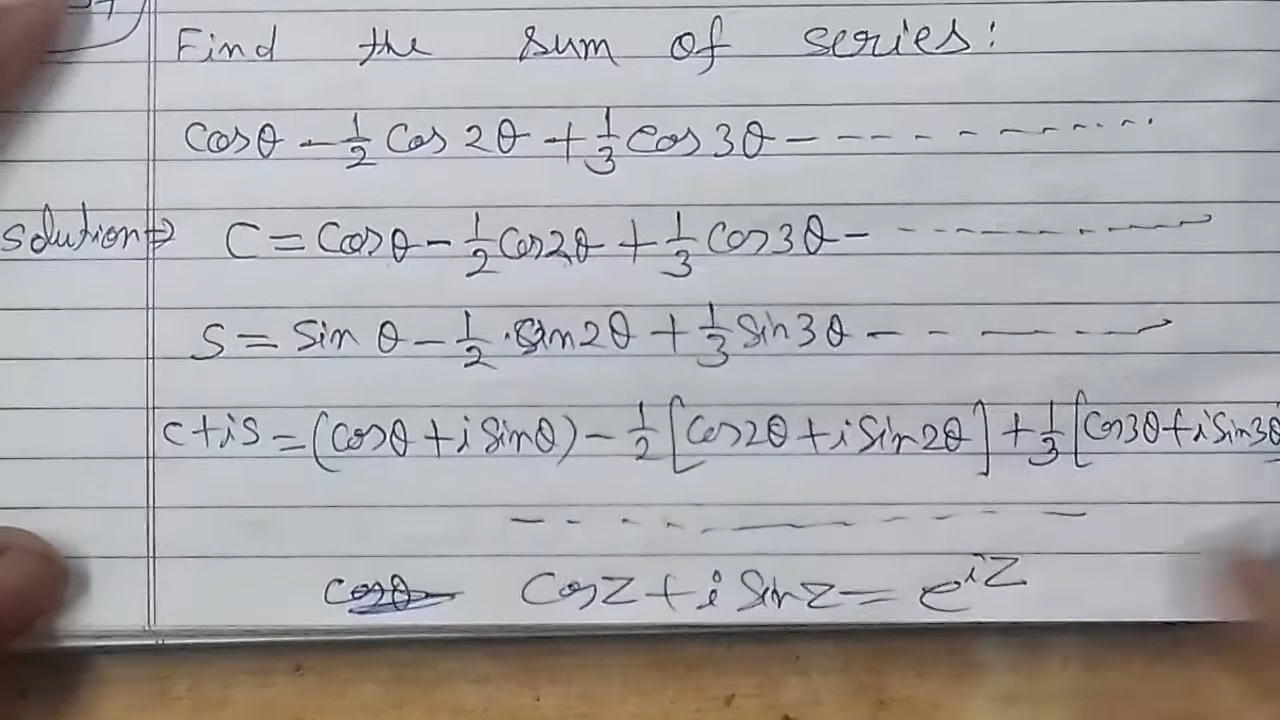 Find the sum of series:
Cosθ - 1/2 Cos 2θ + 1/3 Cos 3θ - - - - - - - - - -
Solution⇒ C = Cosθ - 1/2 Cos2θ + 1/3 Cos3θ - - - - - - - - -
S = Sin θ - 1/2 . Sin2θ + 1/3 Sin3θ - - - - -
C+iS = (Cosθ + i Sinθ) - 1/2 [Cos2θ + i Sin2θ] + 1/3 [Cos3θ + i Sin3θ
- - - - - - - - -
Cosz + i Sinz = e^{iz}